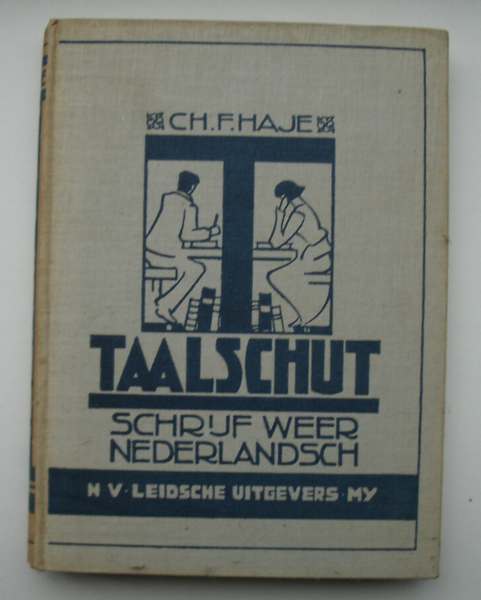 CH. F. HAJE
T
TAALSCHUT
SCHRIJF WEER
NEDERLANDSCH
N V · LEIDSCHE UITGEVERS · MY